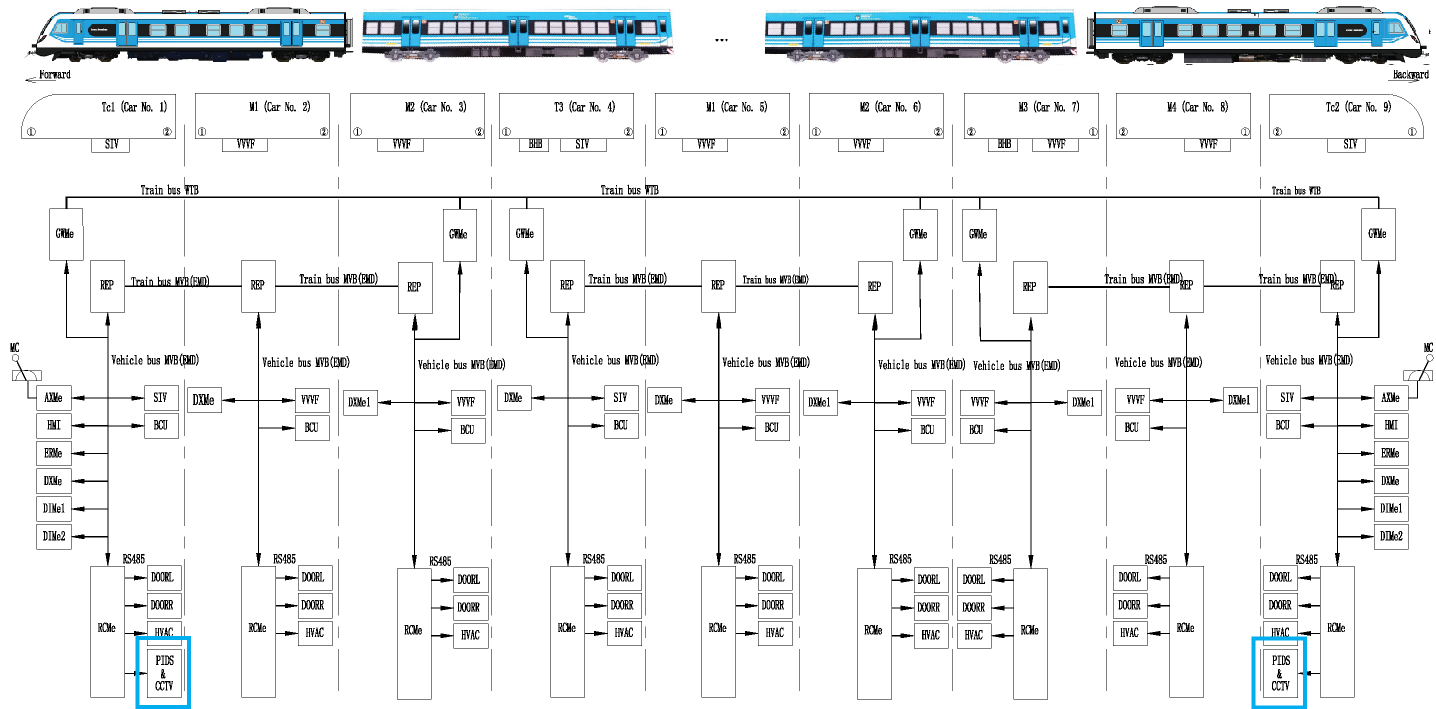 ...
Forward
Backward
Tc1 (Car No. 1)
M1 (Car No. 2)
M2 (Car No. 3)
T3 (Car No. 4)
M1 (Car No. 5)
M2 (Car No. 6)
M3 (Car No. 7)
M4 (Car No. 8)
Tc2 (Car No. 9)
① ② ① ② ① ② ① ② ① ② ① ② ② ① ② ① ② ①
SIV VVVF VVVF BHB SIV VVVF VVVF BHB VVVF VVVF SIV
Train bus WTB Train bus WTB Train bus WTB
GWMe GWMe GWMe GWMe GWMe GWMe
REP REP REP REP REP REP REP REP REP
Train bus MVB(EMD) Train bus MVB(EMD) Train bus MVB(EMD) Train bus MVB(EMD) Train bus MVB(EMD) Train bus MVB(EMD)
MC MC
Vehicle bus MVB(EMD) Vehicle bus MVB(EMD) Vehicle bus MVB(EMD) Vehicle bus MVB(EMD) Vehicle bus MVB(EMD) Vehicle bus MVB(EMD) Vehicle bus MVB(EMD) Vehicle bus MVB(EMD) Vehicle bus MVB(EMD)
AXMe SIV DXMe VVVF DXMe1 VVVF DXMe SIV DXMe VVVF DXMe1 VVVF VVVF DXMe1 VVVF DXMe1 SIV AXMe
HMI BCU BCU BCU BCU BCU BCU BCU BCU BCU HMI
ERMe ERMe
DXMe DXMe
DIMe1 DIMe1
DIMe2 DIMe2
RS485 RS485 RS485 RS485 RS485 RS485 RS485 RS485 RS485
DOORL DOORL DOORL DOORL DOORL DOORL DOORL DOORL DOORL
DOORR DOORR DOORR DOORR DOORR DOORR DOORR DOORR DOORR
RCMe HVAC RCMe HVAC RCMe HVAC RCMe HVAC RCMe HVAC RCMe HVAC HVAC RCMe HVAC RCMe HVAC RCMe
PIDS PIDS
& &
CCTV CCTV